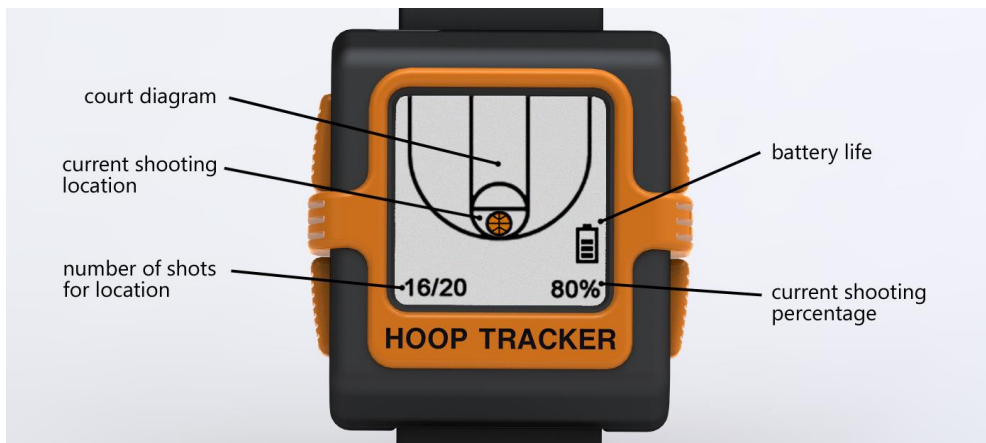 court diagram
current shooting
location
battery life
number of shots
for location
16/20
80%
current shooting
percentage
HOOP TRACKER